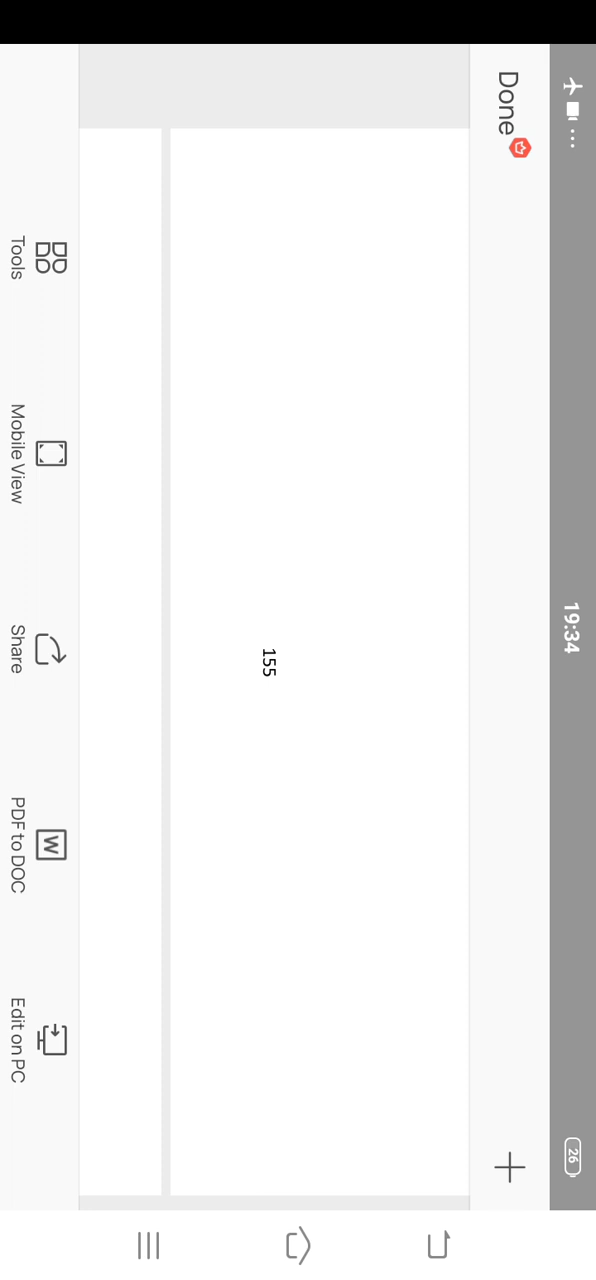 19:34
26
Done
155
Tools
Mobile View
Share
W
PDF to DOC
Edit on PC